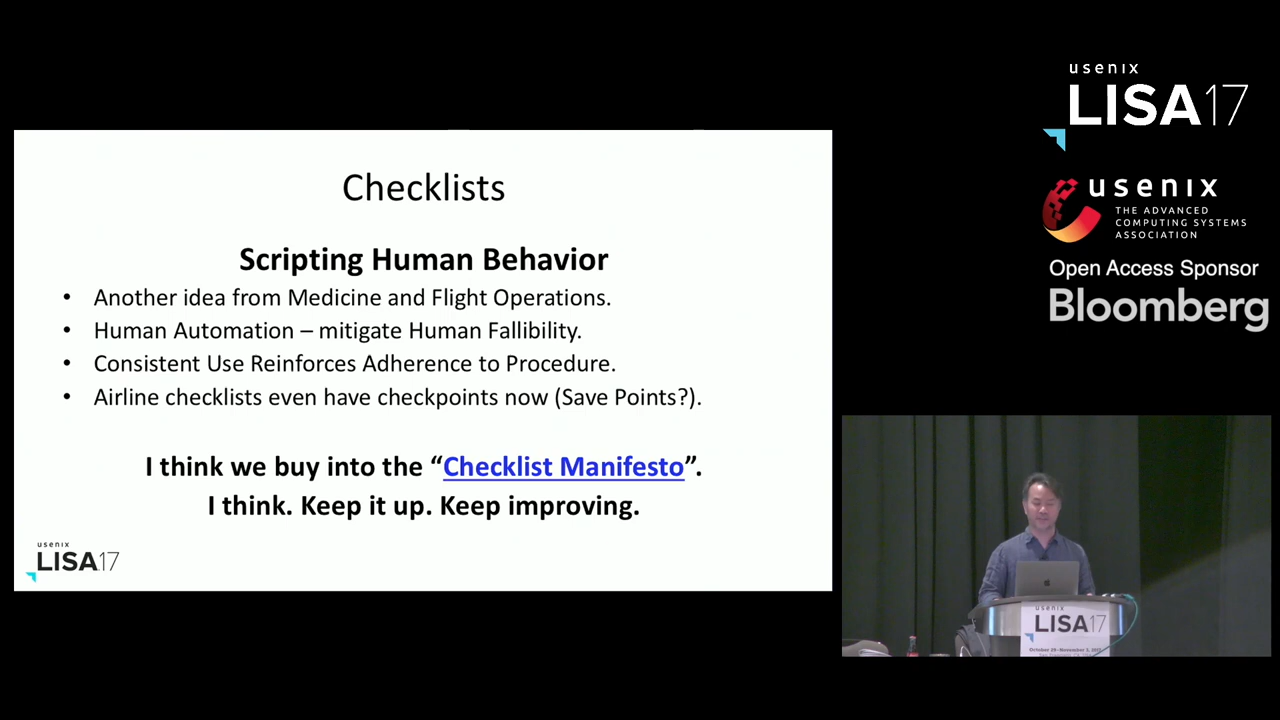 Checklists
Scripting Human Behavior
• Another idea from Medicine and Flight Operations.
• Human Automation – mitigate Human Fallibility.
• Consistent Use Reinforces Adherence to Procedure.
• Airline checklists even have checkpoints now (Save Points?).
I think we buy into the “Checklist Manifesto”.
I think. Keep it up. Keep improving.
usenix
LISA17
usenix
LISA17
usenix
THE ADVANCED
COMPUTING SYSTEMS
ASSOCIATION
Open Access Sponsor
Bloomberg
usenix
LISA17